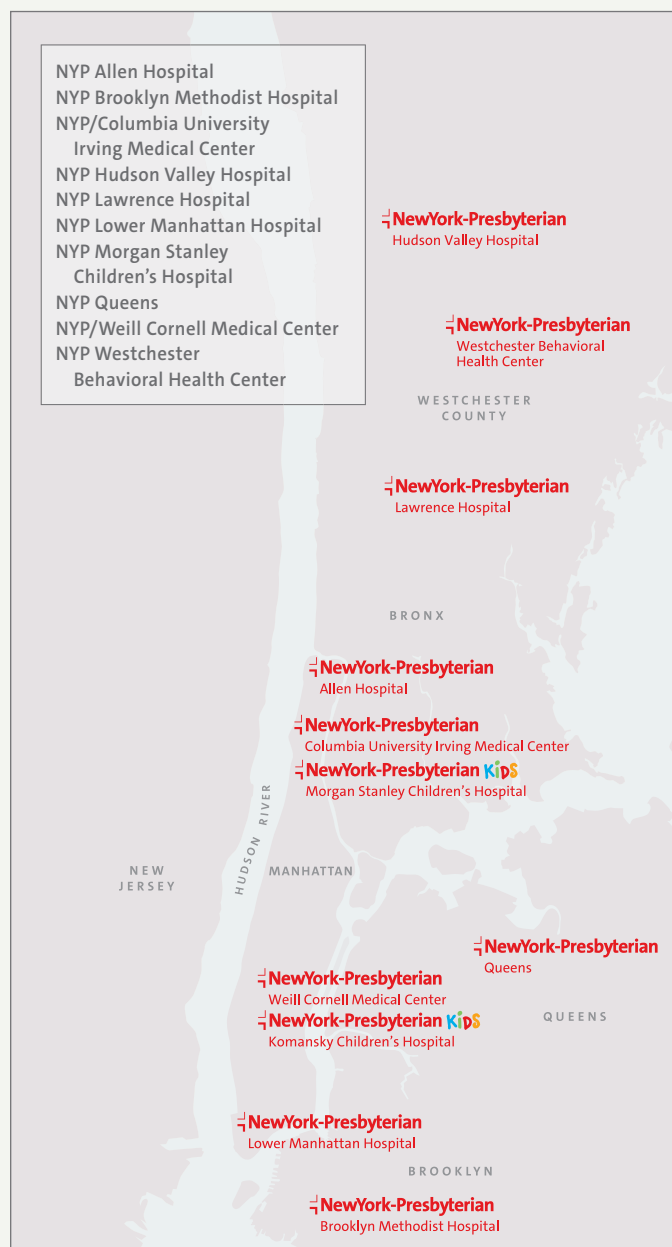 NYP Allen Hospital
NYP Brooklyn Methodist Hospital
NYP/Columbia University
Irving Medical Center
NYP Hudson Valley Hospital
NYP Lawrence Hospital
NYP Lower Manhattan Hospital
NYP Morgan Stanley
Children's Hospital
NYP Queens
NYP/Weill Cornell Medical Center
NYP Westchester
Behavioral Health Center
NewYork-Presbyterian
Hudson Valley Hospital
NewYork-Presbyterian
Westchester Behavioral
Health Center
WESTCHESTER
COUNTY
NewYork-Presbyterian
Lawrence Hospital
BRONX
NewYork-Presbyterian
Allen Hospital
NewYork-Presbyterian
Columbia University Irving Medical Center
NewYork-Presbyterian KiDS
Morgan Stanley Children's Hospital
HUDSON RIVER
NEW
JERSEY
MANHATTAN
NewYork-Presbyterian
Queens
NewYork-Presbyterian
Weill Cornell Medical Center
NewYork-Presbyterian KiDS
Komansky Children's Hospital
QUEENS
NewYork-Presbyterian
Lower Manhattan Hospital
BROOKLYN
NewYork-Presbyterian
Brooklyn Methodist Hospital